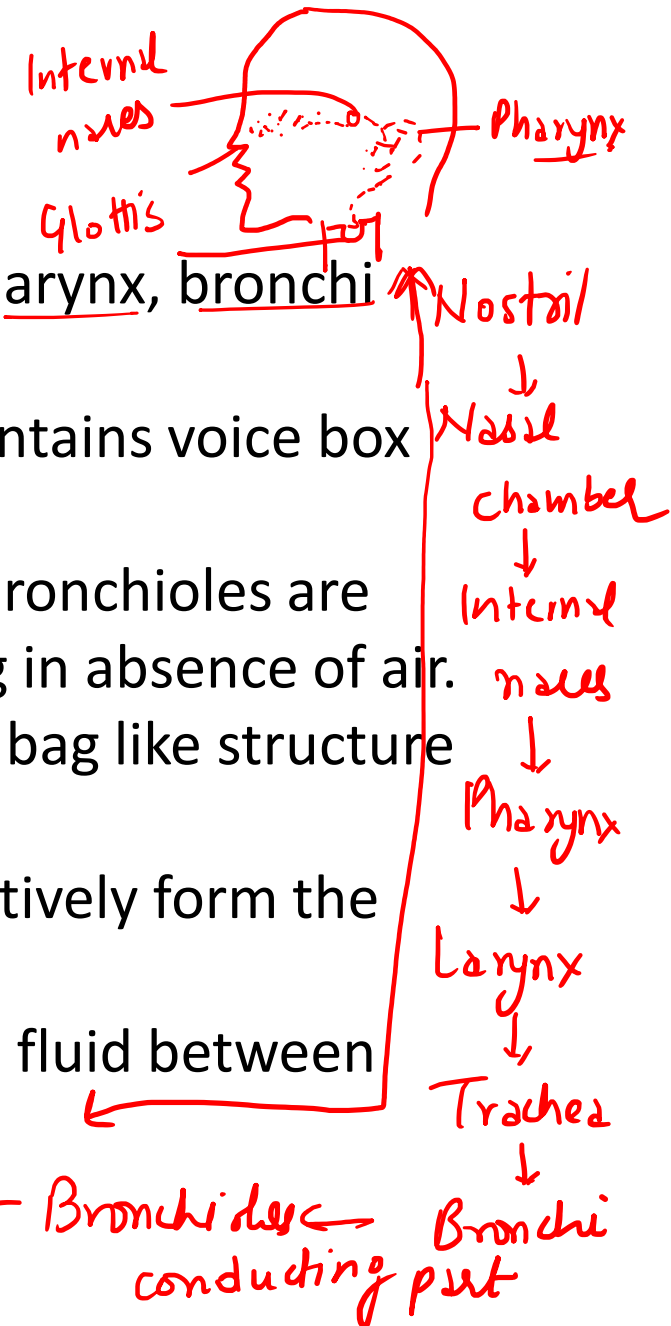 Internal
nares
Pharynx
Glottis
arynx, bronchi
Nostril
ntains voice box
Nasal
chamber
ronchioles are
Internal
g in absence of air.
nares
bag like structure
Pharynx
tively form the
Larynx
fluid between
Trachea
Bronchioles
Bronchi
conducting part